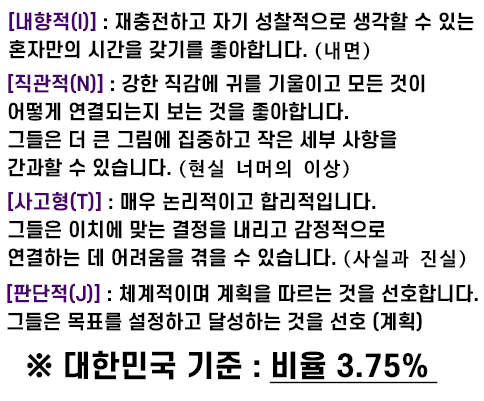 [내향적(I)] : 재충전하고 자기 성찰적으로 생각할 수 있는
혼자만의 시간을 갖기를 좋아합니다. (내면)
[직관적(N)] : 강한 직감에 귀를 기울이고 모든 것이
어떻게 연결되는지 보는 것을 좋아합니다.
그들은 더 큰 그림에 집중하고 작은 세부 사항을
간과할 수 있습니다. (현실 너머의 이상)
[사고형(T)] : 매우 논리적이고 합리적입니다.
그들은 이치에 맞는 결정을 내리고 감정적으로
연결하는 데 어려움을 겪을 수 있습니다. (사실과 진실)
[판단적(J)] : 체계적이며 계획을 따르는 것을 선호합니다.
그들은 목표를 설정하고 달성하는 것을 선호 (계획)
※ 대한민국 기준 : 비율 3.75%